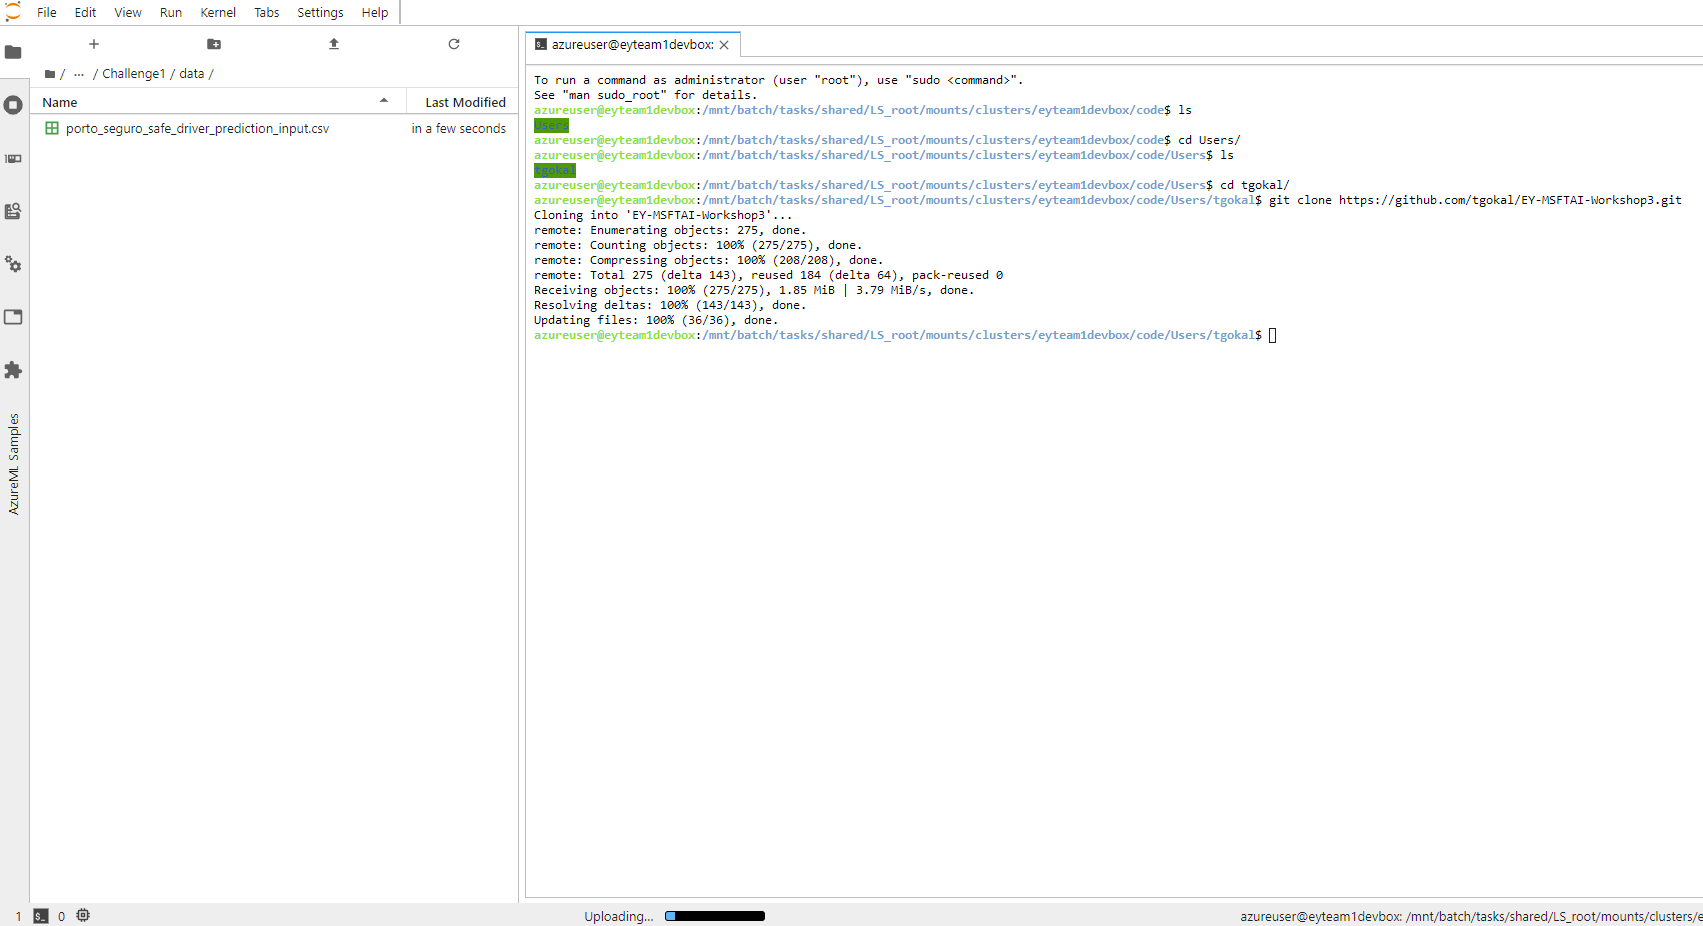 File Edit View Run Kernel Tabs Settings Help
/ ... / Challenge1 / data /
Name Last Modified
porto_seguro_safe_driver_prediction_input.csv in a few seconds
AzureML Samples
azureuser@eyteam1devbox:
To run a command as administrator (user "root"), use "sudo <command>".
See "man sudo_root" for details.
azureuser@eyteam1devbox:/mnt/batch/tasks/shared/LS_root/mounts/clusters/eyteam1devbox/code$ ls
Users
azureuser@eyteam1devbox:/mnt/batch/tasks/shared/LS_root/mounts/clusters/eyteam1devbox/code$ cd Users/
azureuser@eyteam1devbox:/mnt/batch/tasks/shared/LS_root/mounts/clusters/eyteam1devbox/code/Users$ ls
tgokal
azureuser@eyteam1devbox:/mnt/batch/tasks/shared/LS_root/mounts/clusters/eyteam1devbox/code/Users$ cd tgokal/
azureuser@eyteam1devbox:/mnt/batch/tasks/shared/LS_root/mounts/clusters/eyteam1devbox/code/Users/tgokal$ git clone https://github.com/tgokal/EY-MSFTAI-Workshop3.git
Cloning into 'EY-MSFTAI-Workshop3'...
remote: Enumerating objects: 275, done.
remote: Counting objects: 100% (275/275), done.
remote: Compressing objects: 100% (208/208), done.
remote: Total 275 (delta 143), reused 184 (delta 64), pack-reused 0
Receiving objects: 100% (275/275), 1.85 MiB | 3.79 MiB/s, done.
Resolving deltas: 100% (143/143), done.
Updating files: 100% (36/36), done.
azureuser@eyteam1devbox:/mnt/batch/tasks/shared/LS_root/mounts/clusters/eyteam1devbox/code/Users/tgokal$
1 $_ 0 Uploading... azureuser@eyteam1devbox: /mnt/batch/tasks/shared/LS_root/mounts/clusters/e